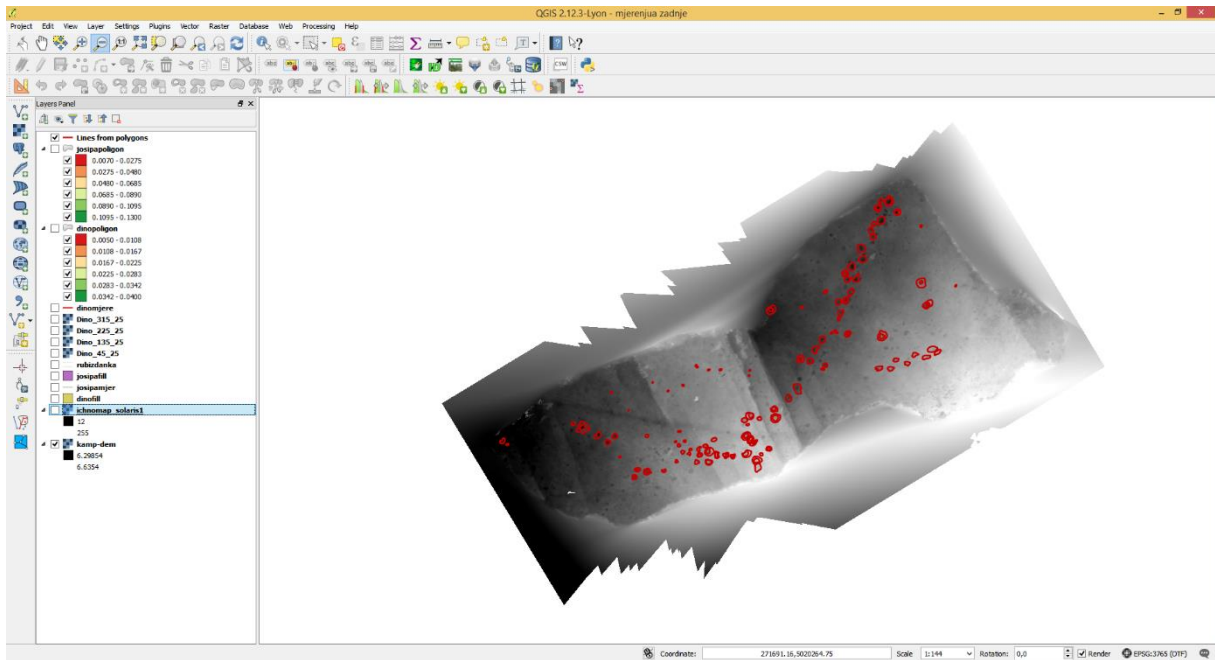 QGIS 2.12.3-Lyon - mjerenjua zadnje
Project Edit View Layer Settings Plugins Vector Raster Database Web Processing Help
CSW
Layers Panel
Lines from polygons
josipapoligon
0.0070 - 0.0275
0.0275 - 0.0480
0.0480 - 0.0685
0.0685 - 0.0890
0.0890 - 0.1095
0.1095 - 0.1300
dinopoligon
0.0050 - 0.0108
0.0108 - 0.0167
0.0167 - 0.0225
0.0225 - 0.0283
0.0283 - 0.0342
0.0342 - 0.0400
dinomjere
Dino_315_25
Dino_225_25
Dino_135_25
Dino_45_25
rubizdanka
josipafill
josipamjer
dinofill
ichnomap_solaris1
12
255
kamp-dem
6.29854
6.6354
Coordinate: 271691.16,5020264.75 Scale 1:144 Rotation: 0,0 Render EPSG:3765 (OTF)